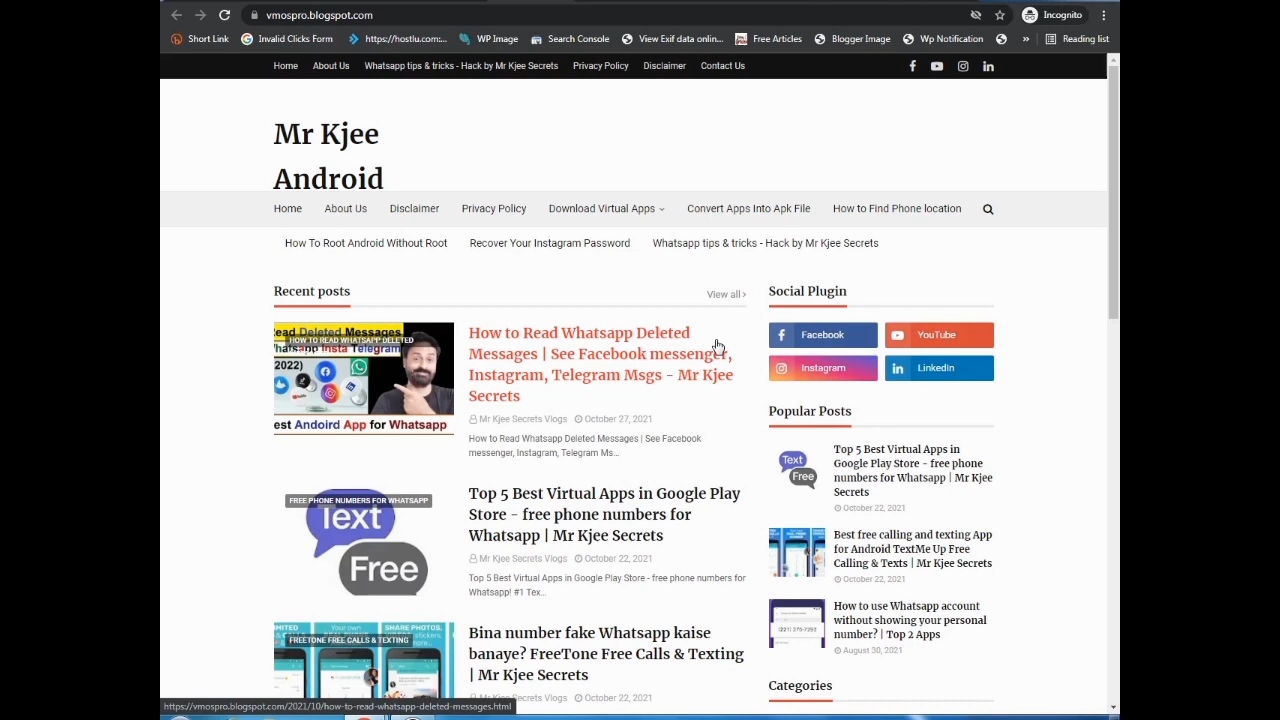 vmospro.blogspot.com
Incognito
Short Link
Invalid Clicks Form
https://hostlu.com:...
WP Image
Search Console
View Exif data onlin...
Free Articles
Blogger Image
Wp Notification
»
Reading list
Home
About Us
Whatsapp tips & tricks - Hack by Mr Kjee Secrets
Privacy Policy
Disclaimer
Contact Us
Mr Kjee
Android
Home
About Us
Disclaimer
Privacy Policy
Download Virtual Apps
Convert Apps Into Apk File
How to Find Phone location
How To Root Android Without Root
Recover Your Instagram Password
Whatsapp tips & tricks - Hack by Mr Kjee Secrets
Recent posts
View all
ead Deleted Messages
HOW TO READ WHATSAPP DELETED
hatsapp Insta Telegram
2022)
est Andoird App for Whatsapp
How to Read Whatsapp Deleted
Messages | See Facebook messenger,
Instagram, Telegram Msgs - Mr Kjee
Secrets
Mr Kjee Secrets Vlogs
October 27, 2021
How to Read Whatsapp Deleted Messages | See Facebook
messenger, Instagram, Telegram Ms...
FREE PHONE NUMBERS FOR WHATSAPP
Text
Free
Top 5 Best Virtual Apps in Google Play
Store - free phone numbers for
Whatsapp | Mr Kjee Secrets
Mr Kjee Secrets Vlogs
October 22, 2021
Top 5 Best Virtual Apps in Google Play Store - free phone numbers for
Whatsapp! #1 Tex...
SHARE PHOTOS,
FREETONE FREE CALLS & TEXTING
Bina number fake Whatsapp kaise
banaye? FreeTone Free Calls & Texting
| Mr Kjee Secrets
Mr Kjee Secrets Vlogs
October 22, 2021
Social Plugin
Facebook
YouTube
Instagram
LinkedIn
Popular Posts
Text
Free
Top 5 Best Virtual Apps in
Google Play Store - free phone
numbers for Whatsapp | Mr Kjee
Secrets
October 22, 2021
Best free calling and texting App
for Android TextMe Up Free
Calling & Texts | Mr Kjee Secrets
October 22, 2021
How to use Whatsapp account
without showing your personal
number? | Top 2 Apps
August 30, 2021
Categories
https://vmospro.blogspot.com/2021/10/how-to-read-whatsapp-deleted-messages.html